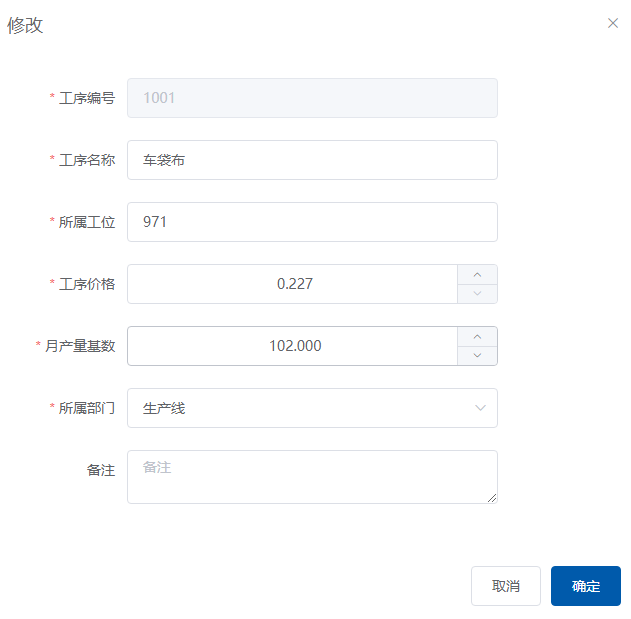 修改
* 工序编号 1001
* 工序名称 车袋布
* 所属工位 971
* 工序价格 0.227
* 月产量基数 102.000
* 所属部门 生产线
备注 备注
取消 确定